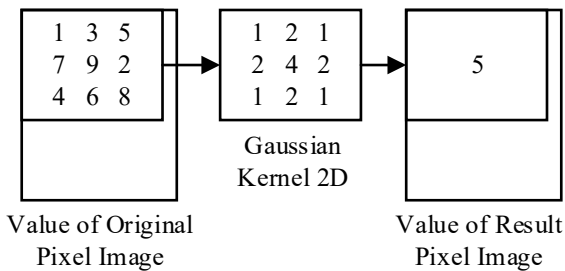 1 3 5
7 9 2
4 6 8
1 2 1
2 4 2
1 2 1
5
Gaussian
Kernel 2D
Value of Original
Pixel Image
Value of Result
Pixel Image